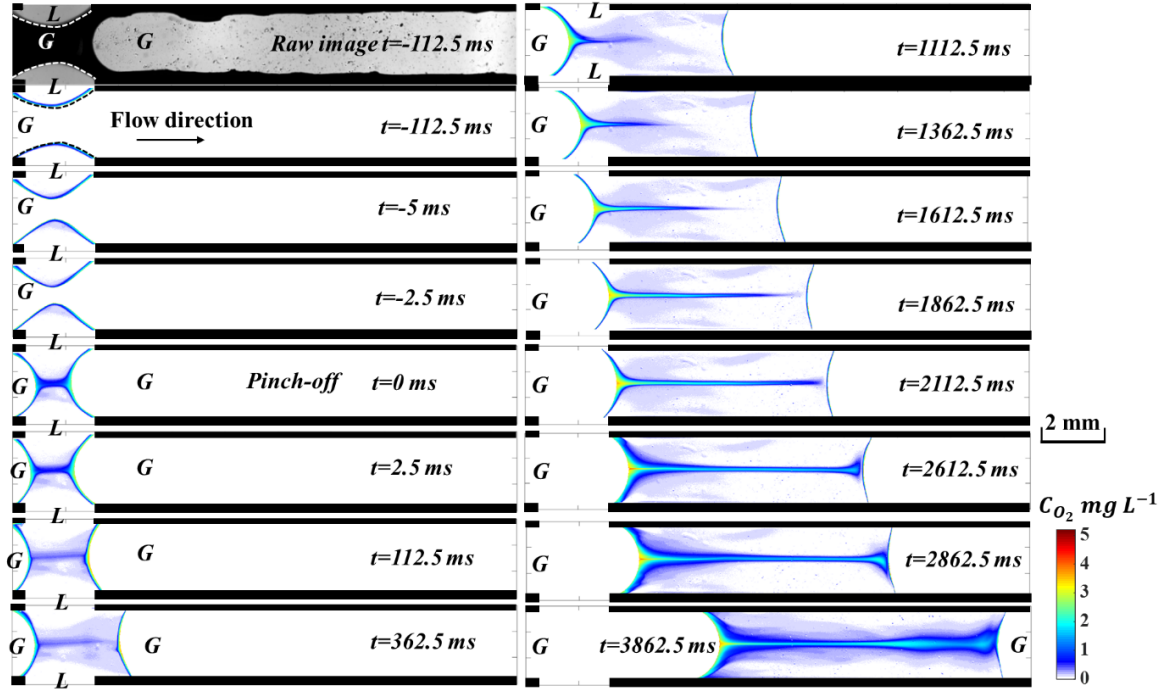 L
G
G
Raw image t=-112.5 ms
L
G
Flow direction
t=-112.5 ms
L
G
t=-5 ms
L
G
t=-2.5 ms
L
G
G
Pinch-off
t=0 ms
L
G
G
t=2.5 ms
L
G
G
t=112.5 ms
L
G
G
t=362.5 ms
L
L
G
t=1112.5 ms
L
G
t=1362.5 ms
G
t=1612.5 ms
G
t=1862.5 ms
G
t=2112.5 ms
G
t=2612.5 ms
G
t=2862.5 ms
G
t=3862.5 ms
G
2 mm
C_{O_2} mg L^{-1}
5
4
3
2
1
0